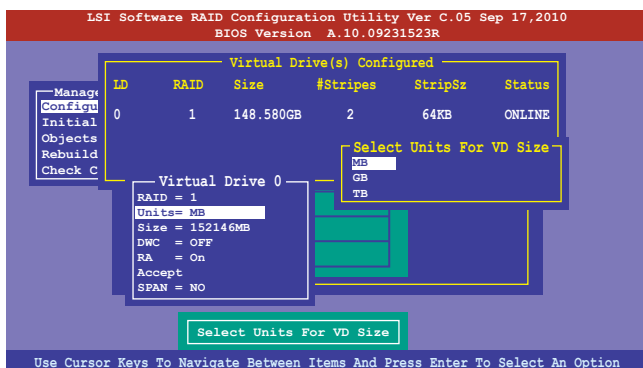 LSI Software RAID Configuration Utility Ver C.05 Sep 17,2010
BIOS Version A.10.09231523R
Virtual Drive(s) Configured
LD RAID Size #Stripes StripSz Status
0 1 148.580GB 2 64KB ONLINE
Manage
Configu
Initial
Objects
Rebuild
Check C
Select Units For VD Size
MB
GB
TB
Virtual Drive 0
RAID = 1
Units= MB
Size = 152146MB
DWC = OFF
RA = On
Accept
SPAN = NO
Select Units For VD Size
Use Cursor Keys To Navigate Between Items And Press Enter To Select An Option